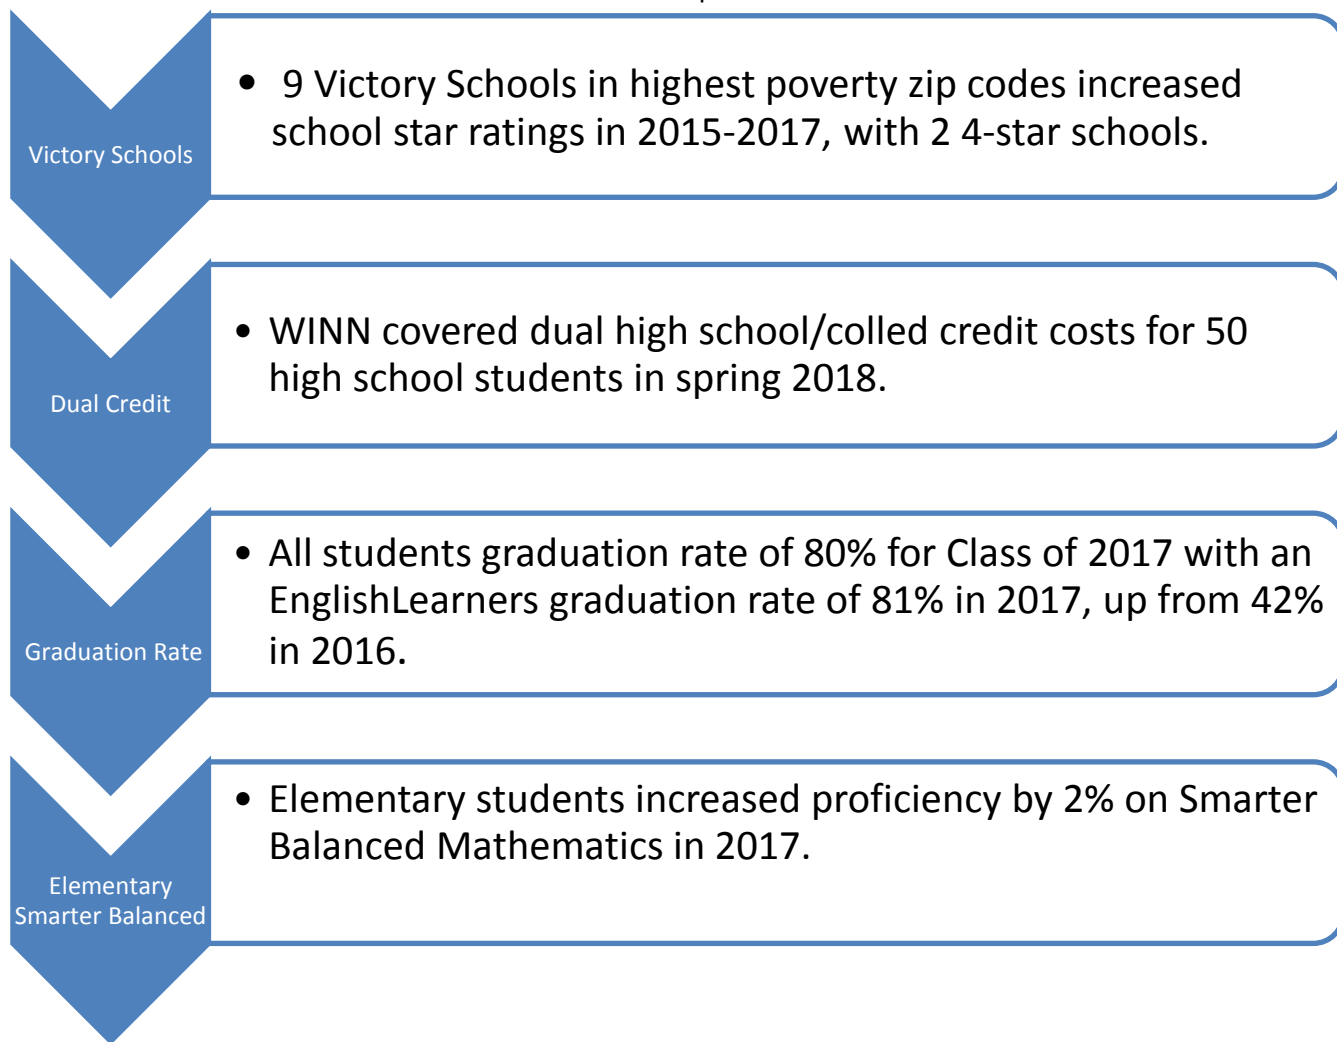 Victory Schools
• 9 Victory Schools in highest poverty zip codes increased
school star ratings in 2015-2017, with 2 4-star schools.
Dual Credit
• WINN covered dual high school/colled credit costs for 50
high school students in spring 2018.
Graduation Rate
• All students graduation rate of 80% for Class of 2017 with an
EnglishLearners graduation rate of 81% in 2017, up from 42%
in 2016.
Elementary
Smarter Balanced
• Elementary students increased proficiency by 2% on Smarter
Balanced Mathematics in 2017.